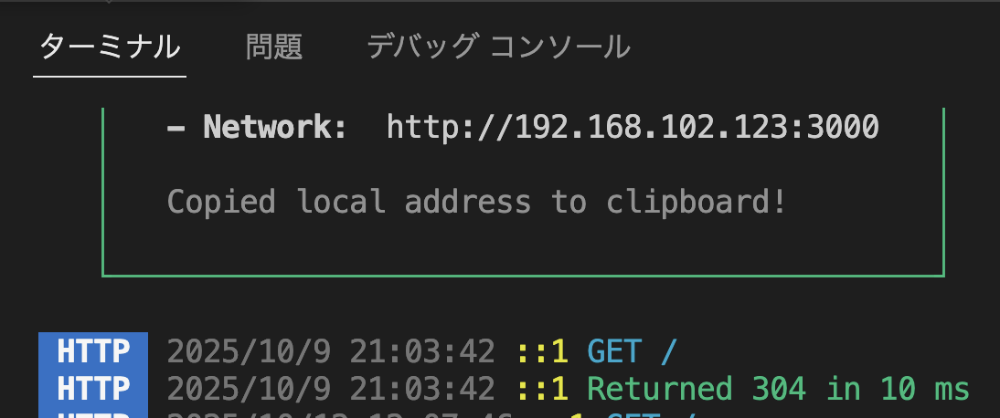 ターミナル 問題 デバッグ コンソール
- Network: http://192.168.102.123:3000
Copied local address to clipboard!
HTTP 2025/10/9 21:03:42 ::1 GET /
HTTP 2025/10/9 21:03:42 ::1 Returned 304 in 10 ms